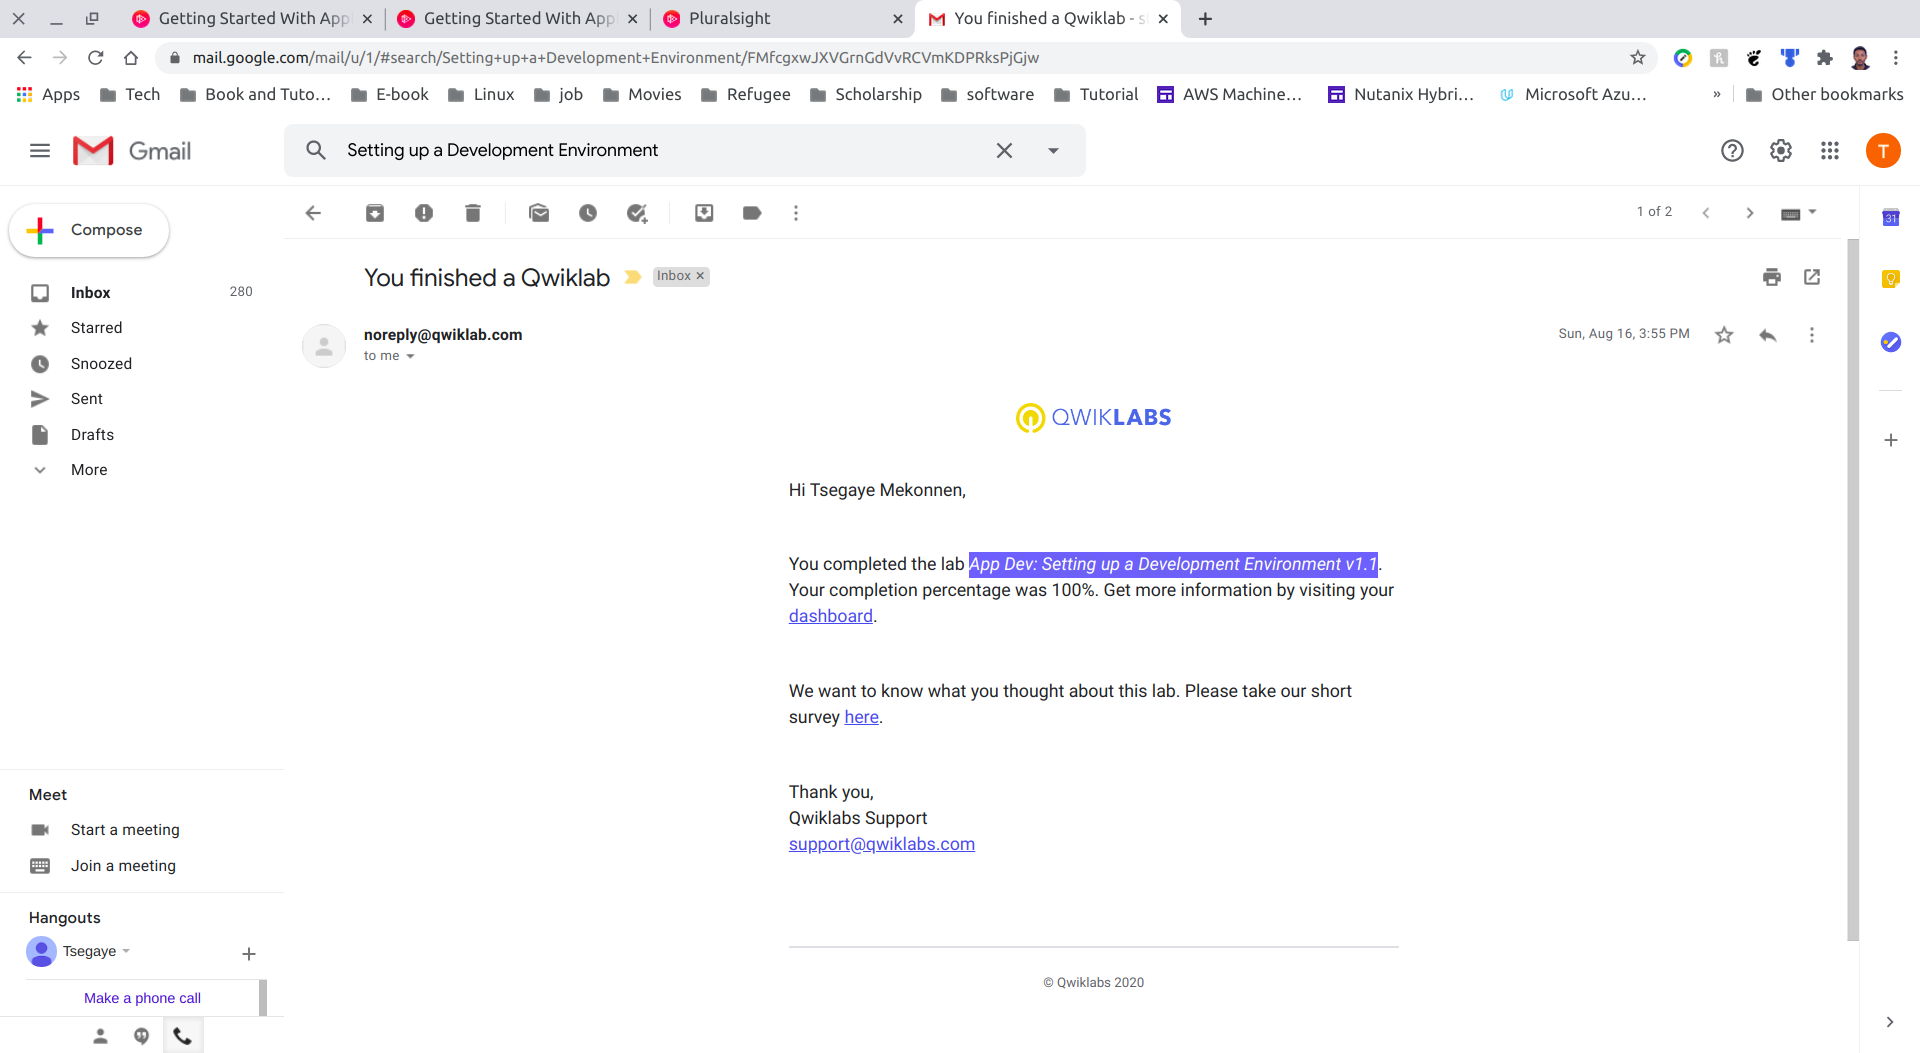 Getting Started With App
Getting Started With App
Pluralsight
You finished a Qwiklab - s
mail.google.com/mail/u/1/#search/Setting+up+a+Development+Environment/FMfcgxwJXVGrnGdVvRCVmKDPRksPjGjw
Apps
Tech
Book and Tuto...
E-book
Linux
job
Movies
Refugee
Scholarship
software
Tutorial
AWS Machine...
Nutanix Hybri...
Microsoft Azu...
»
Other bookmarks
Gmail
Setting up a Development Environment
T
Compose
1 of 2
31
Inbox 280
Starred
Snoozed
Sent
Drafts
More
You finished a Qwiklab
Inbox
noreply@qwiklab.com
to me
Sun, Aug 16, 3:55 PM
QWIKLABS
Hi Tsegaye Mekonnen,
You completed the lab App Dev: Setting up a Development Environment v1.1.
Your completion percentage was 100%. Get more information by visiting your
dashboard.
We want to know what you thought about this lab. Please take our short
survey here.
Thank you,
Qwiklabs Support
support@qwiklabs.com
© Qwiklabs 2020
Meet
Start a meeting
Join a meeting
Hangouts
Tsegaye
Make a phone call